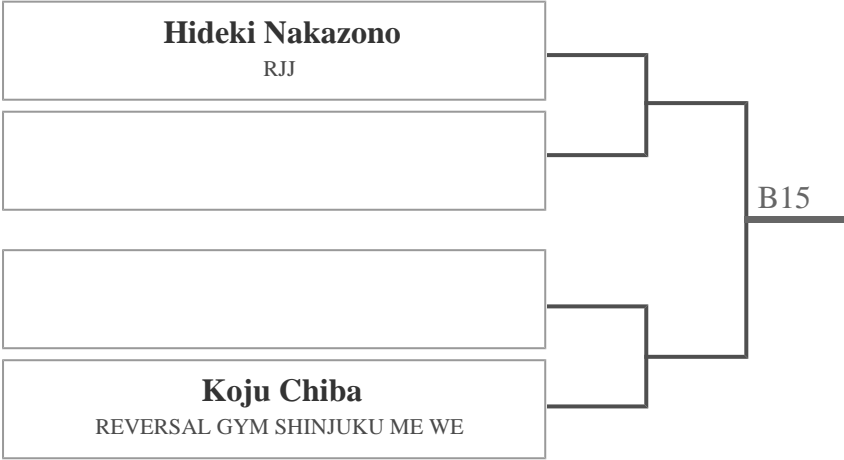 Hideki Nakazono
RJJ
B15
Koju Chiba
REVERSAL GYM SHINJUKU ME WE